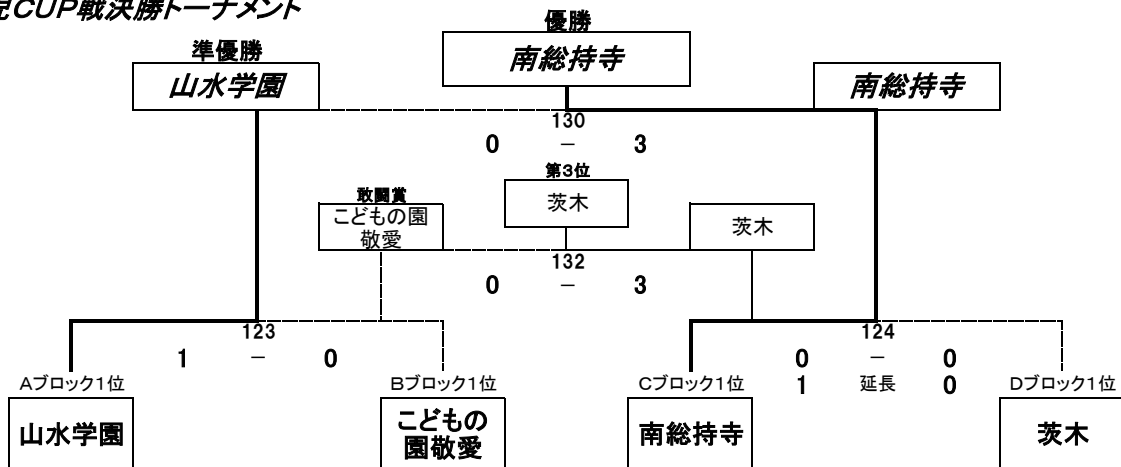 CUP戦決勝トーナメント
優勝
南総持寺
準優勝
山水学園
南総持寺
130
0 － 3
第3位
茨木
敢闘賞
こどもの園
敬愛
茨木
132
0 － 3
123
1 － 0
124
0 － 0
1 延長 0
Aブロック1位
Bブロック1位
Cブロック1位
Dブロック1位
山水学園
こどもの
園敬愛
南総持寺
茨木